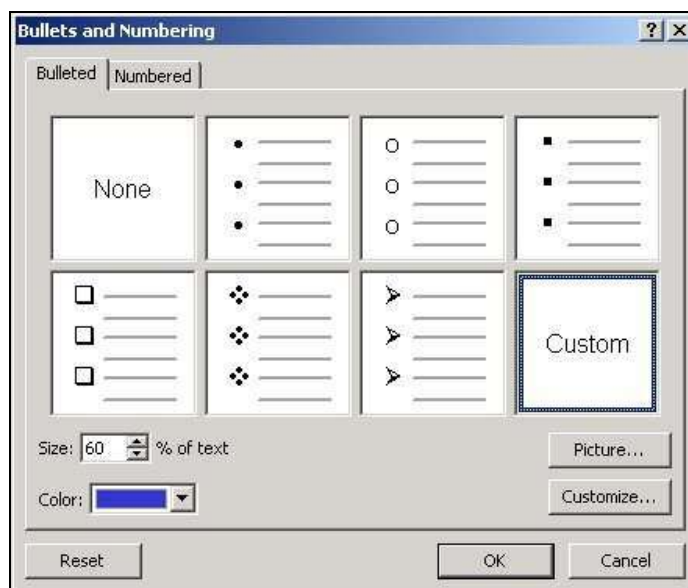 Bullets and Numbering
Bulleted Numbered
None
Custom
Size: 60 % of text
Picture...
Color:
Customize...
Reset OK Cancel